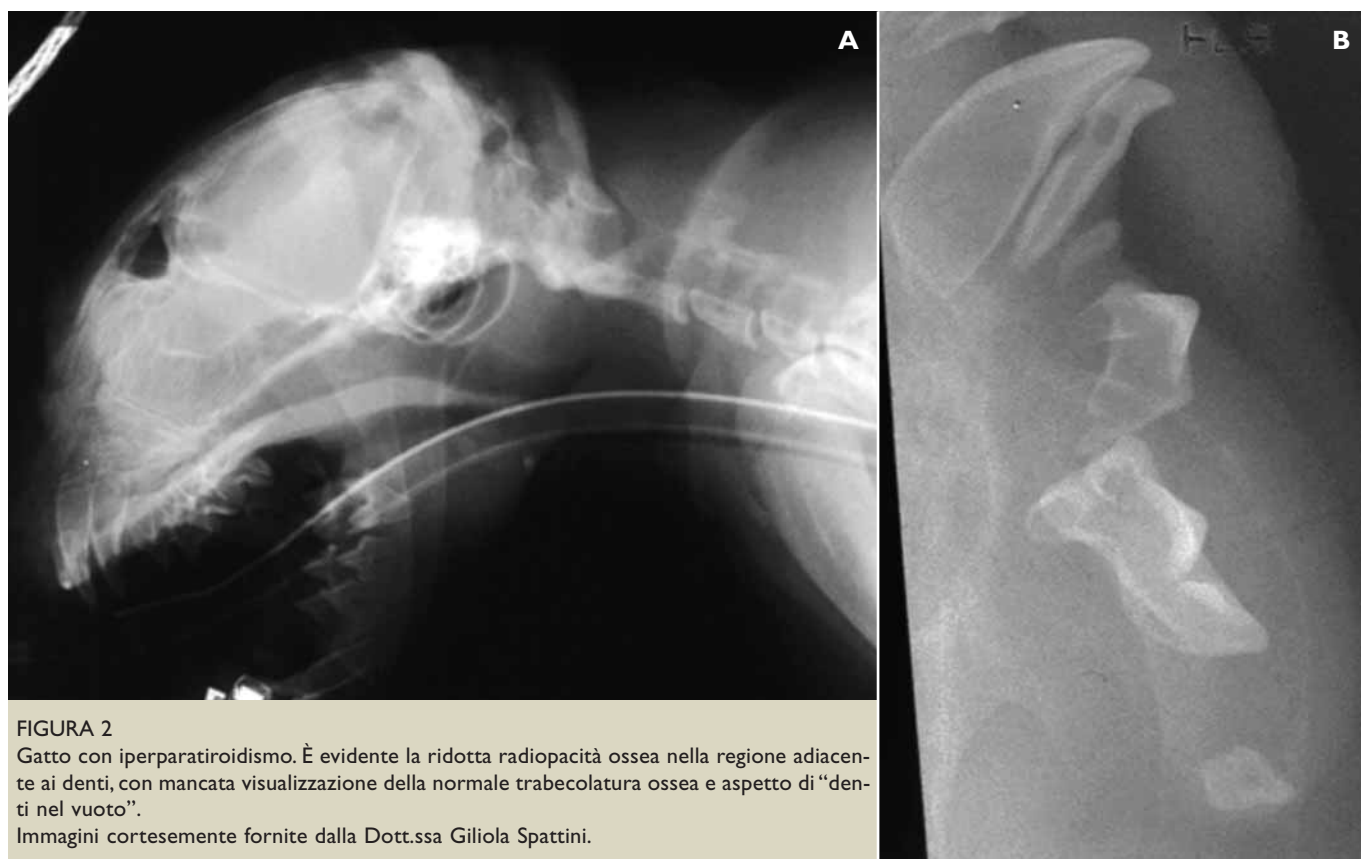 A
B
FIGURA 2
Gatto con iperparatiroidismo. È evidente la ridotta radiopacità ossea nella regione adiacen-
te ai denti, con mancata visualizzazione della normale trabecolatura ossea e aspetto di “den-
ti nel vuoto”.
Immagini cortesemente fornite dalla Dott.ssa Giliola Spattini.